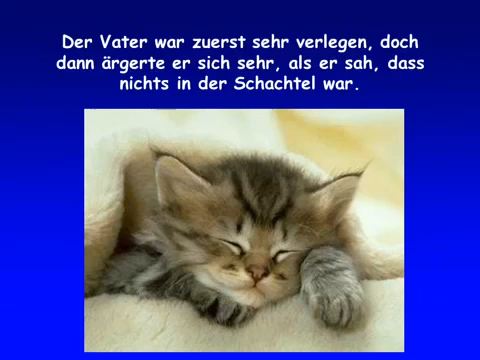 Der Vater war zuerst sehr verlegen, doch
dann ärgerte er sich sehr, als er sah, dass
nichts in der Schachtel war.